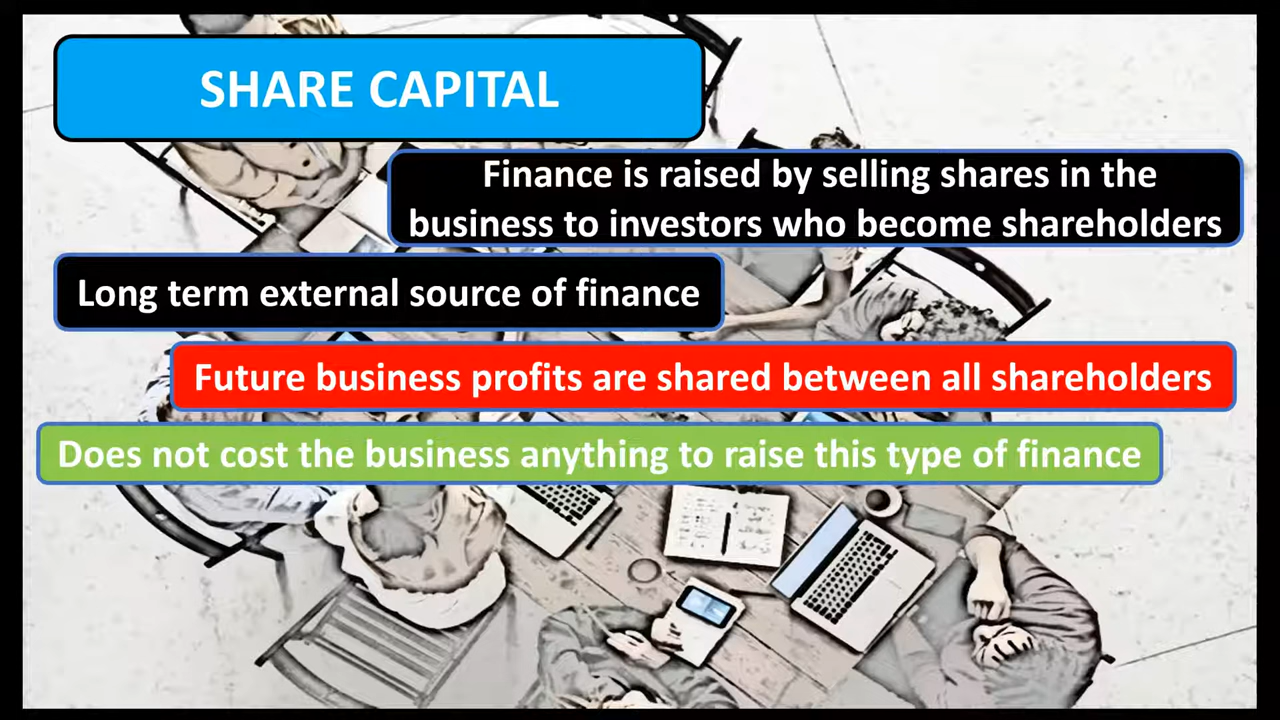 SHARE CAPITAL
Finance is raised by selling shares in the
business to investors who become shareholders
Long term external source of finance
Future business profits are shared between all shareholders
Does not cost the business anything to raise this type of finance